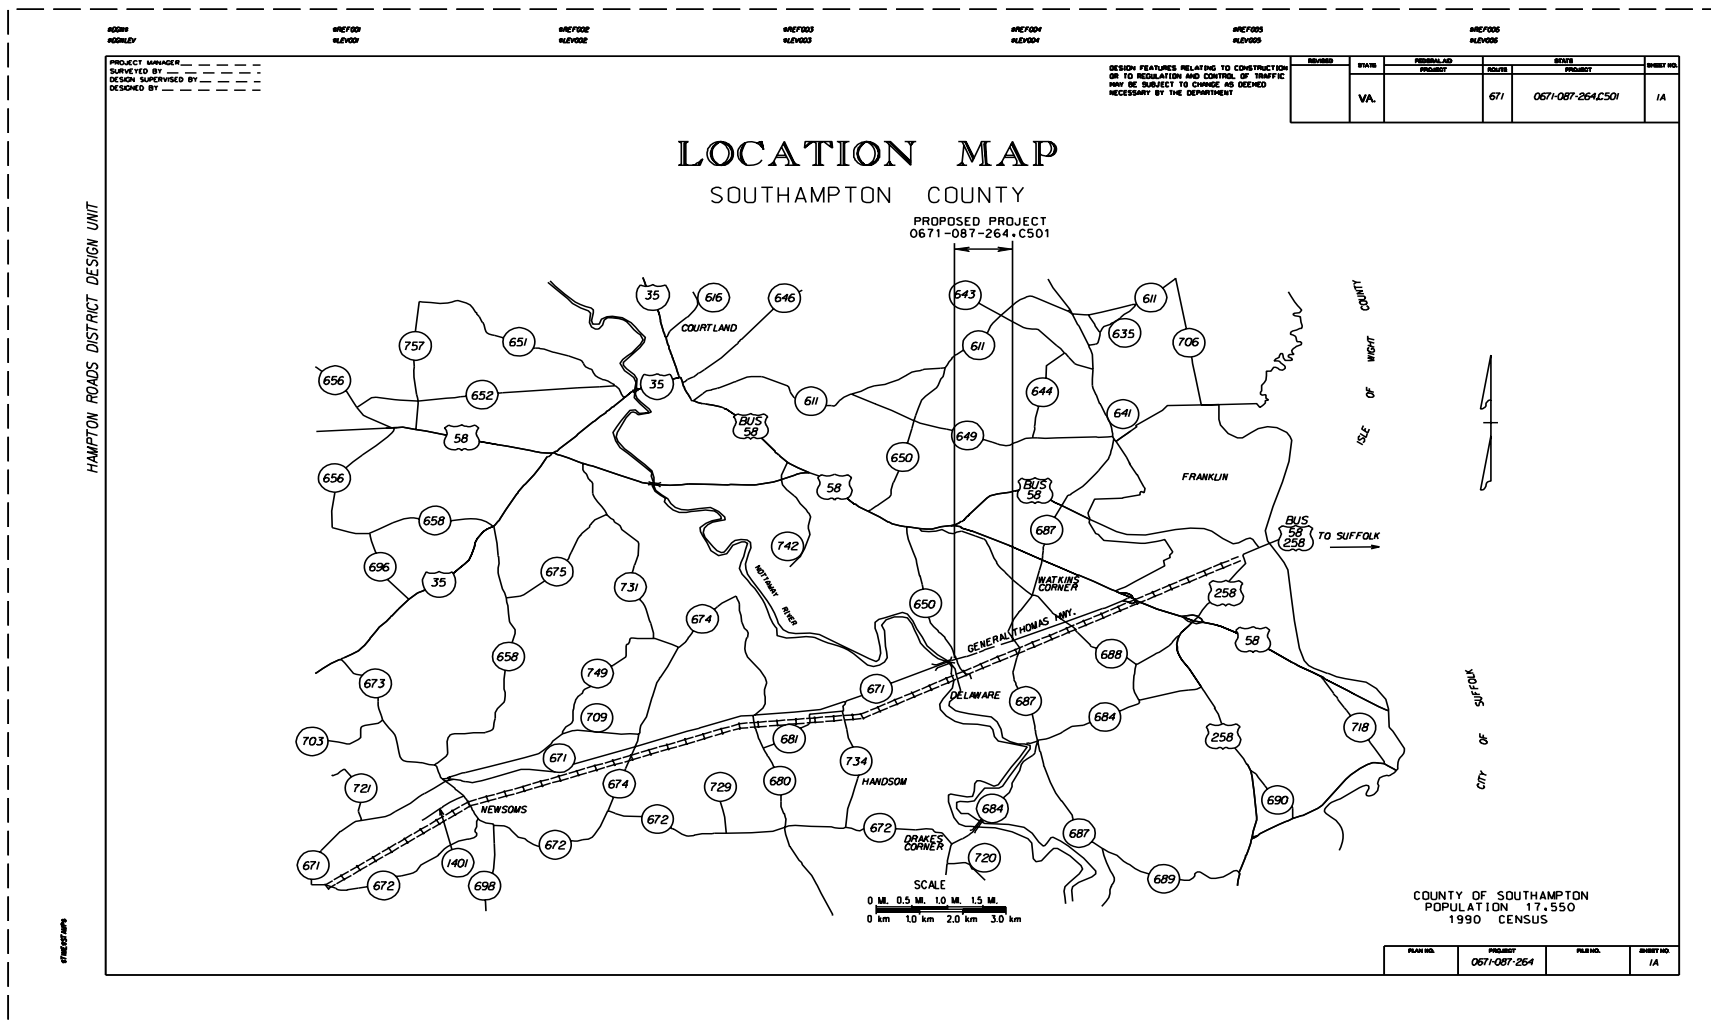 PROJECT MANAGER
SURVEYED BY
DESIGN SUPERVISED BY
DESIGNED BY
DESIGN FEATURES RELATING TO CONSTRUCTION
OR TO REGULATION AND CONTROL OF TRAFFIC
MAY BE SUBJECT TO CHANGE AS DEEMED
NECESSARY BY THE DEPARTMENT
REVISED STATE FEDERAL AID PROJECT STATE ROUTE PROJECT SHEET NO.
VA. 671 0671-087-264,C501 1A
LOCATION MAP
SOUTHAMPTON COUNTY
PROPOSED PROJECT
0671-087-264,C501
HAMPTON ROADS DISTRICT DESIGN UNIT
35 616 646 643 611
COURTLAND
757 651 611 635 706
ISLE OF WIGHT COUNTY
656 652 35 611 644 641
58
BUS
58
649
650
656 58
BUS
58
FRANKLIN
658 742 687
BUS
58
258
TO SUFFOLK
696 35 675 731
NOTTAWAY RIVER
WATKINS
CORNER
258
650
674
GENERAL THOMAS HWY.
58
658 688
673 749 671
DELAWARE
687 684
CITY OF SUFFOLK
703 709 681 258 718
671 734
721 674 729 680
HANDSOM
NEWSOMS
684 690
672 672 687
672
DRAKES
CORNER
671 1401 720
672 698 689
SCALE
0 MI. 0.5 MI. 1.0 MI. 1.5 MI.
0 km 1.0 km 2.0 km 3.0 km
COUNTY OF SOUTHAMPTON
POPULATION 17,550
1990 CENSUS
PLAN NO. PROJECT FILE NO. SHEET NO.
0671-087-264 1A